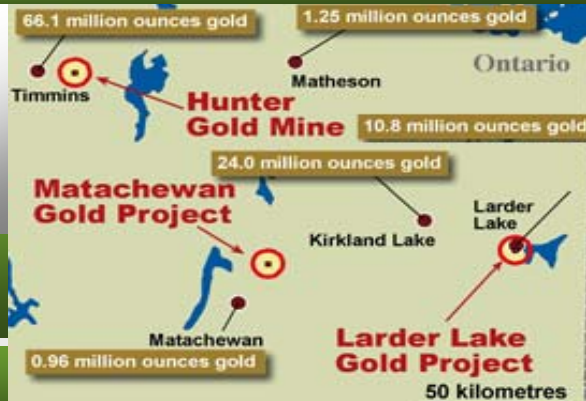 66.1 million ounces gold
1.25 million ounces gold
Timmins
Matheson
Ontario
Hunter
Gold Mine
10.8 million ounces gold
24.0 million ounces gold
Matachewan
Gold Project
Larder
Lake
Kirkland Lake
Matachewan
0.96 million ounces gold
Larder Lake
Gold Project
50 kilometres